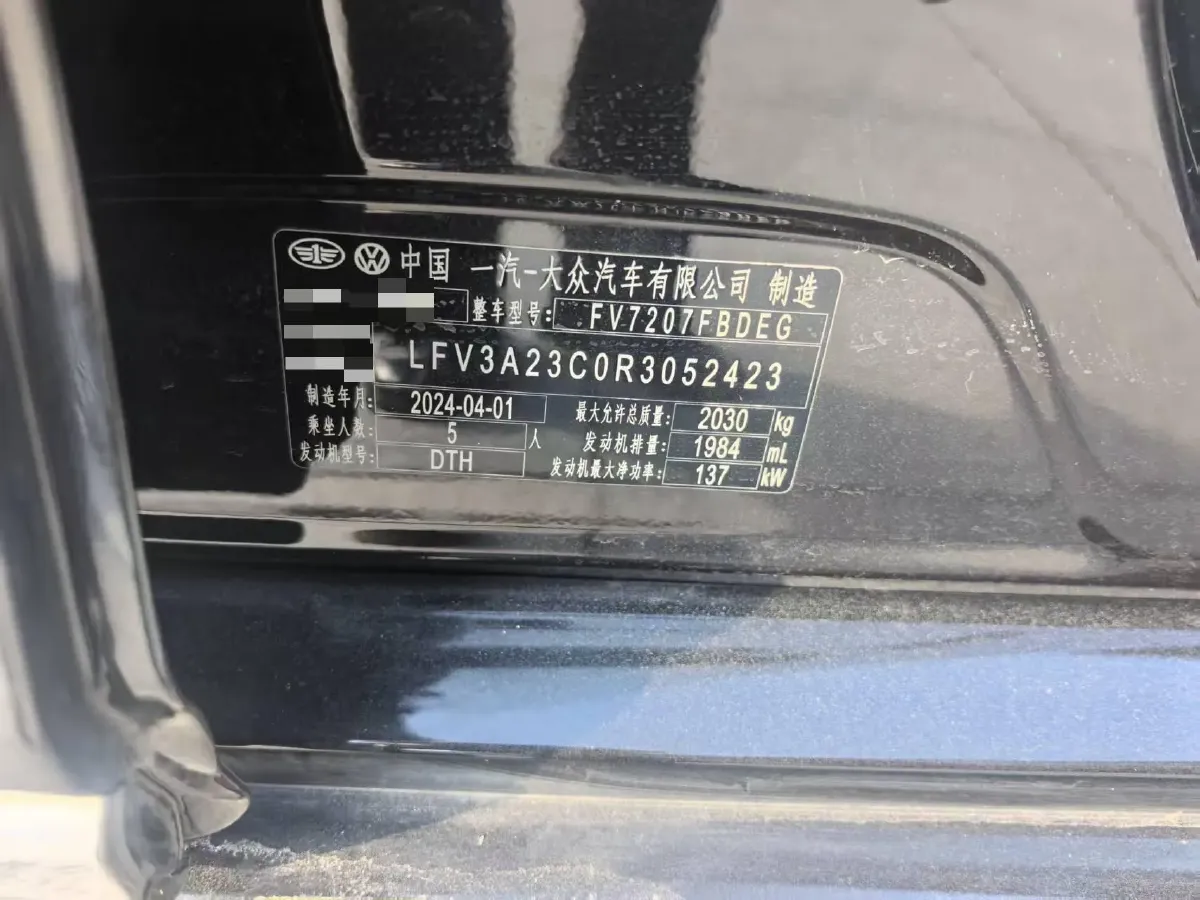 中国 一汽-大众汽车有限公司 制造
整车型号: FV7207FBDEG
LFV3A23C0R3052423
制造年月: 2024-04-01 最大允许总质量: 2030 kg
乘坐人数: 5 人 发动机排量: 1984 mL
发动机型号: DTH 发动机最大净功率: 137 kW